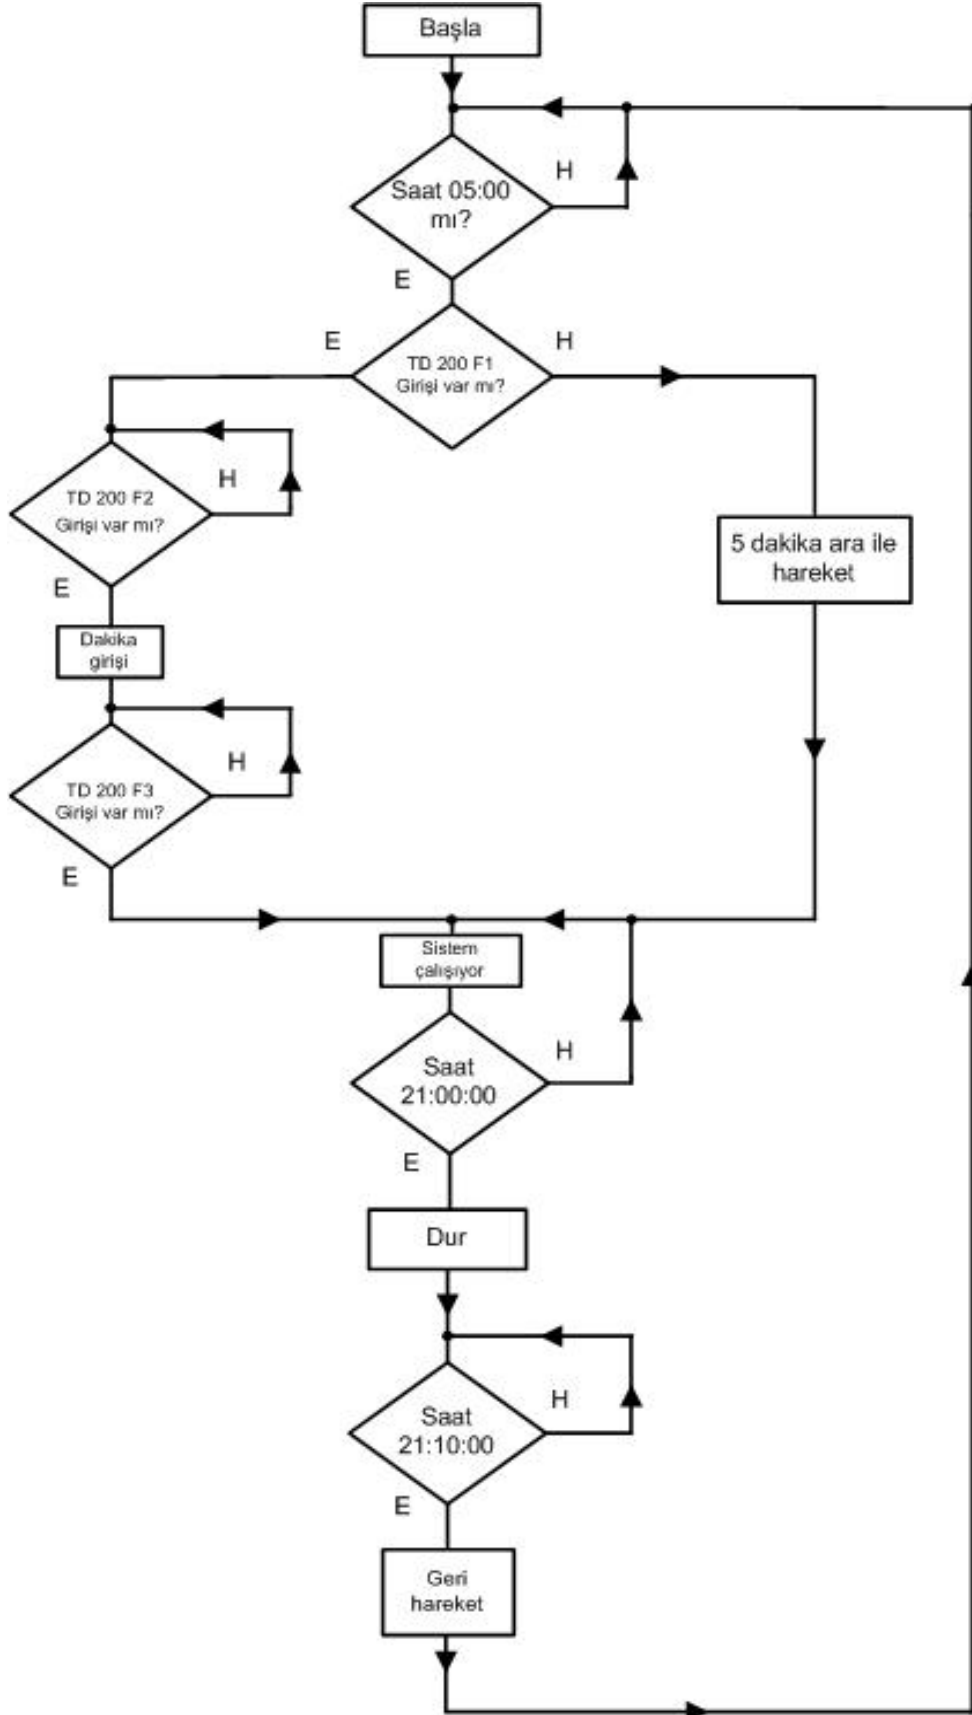 Başla
Saat 05:00
mı?
H
E
TD 200 F1
Girişi var mı?
E
H
TD 200 F2
Girişi var mı?
H
E
5 dakika ara ile
hareket
Dakika
girişi
TD 200 F3
Girişi var mı?
H
E
Sistem
çalışıyor
Saat
21:00:00
H
E
Dur
Saat
21:10:00
H
E
Geri
hareket